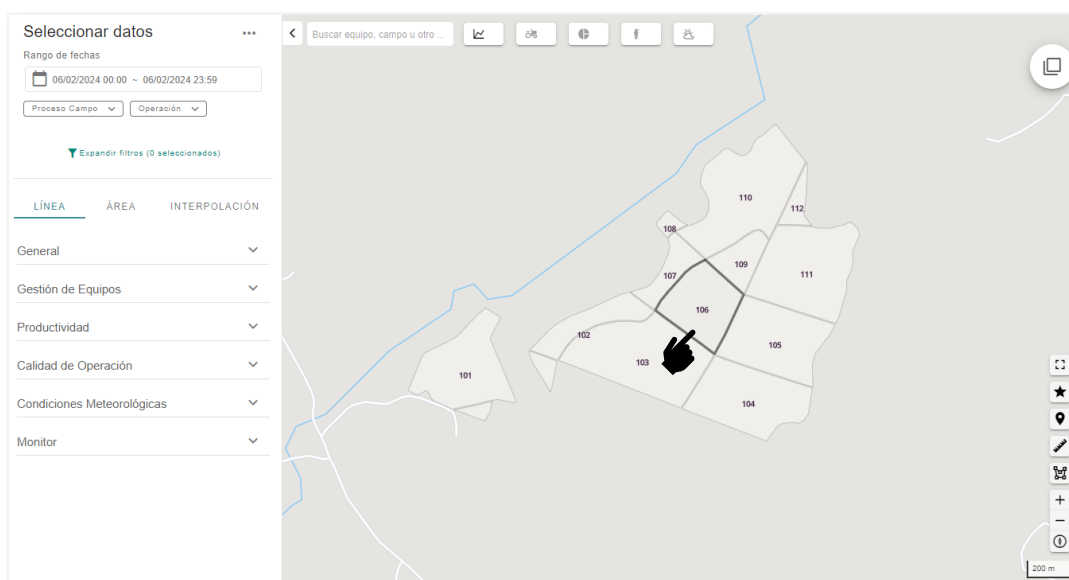 Seleccionar datos
Rango de fechas
06/02/2024 00:00 ~ 06/02/2024 23:59
Proceso Campo
Operación
Expandir filtros (0 seleccionados)
LÍNEA
ÁREA
INTERPOLACIÓN
General
Gestión de Equipos
Productividad
Calidad de Operación
Condiciones Meteorológicas
Monitor
Buscar equipo, campo u otro ...
110
112
108
109
107
111
106
102
105
103
101
104
200 m